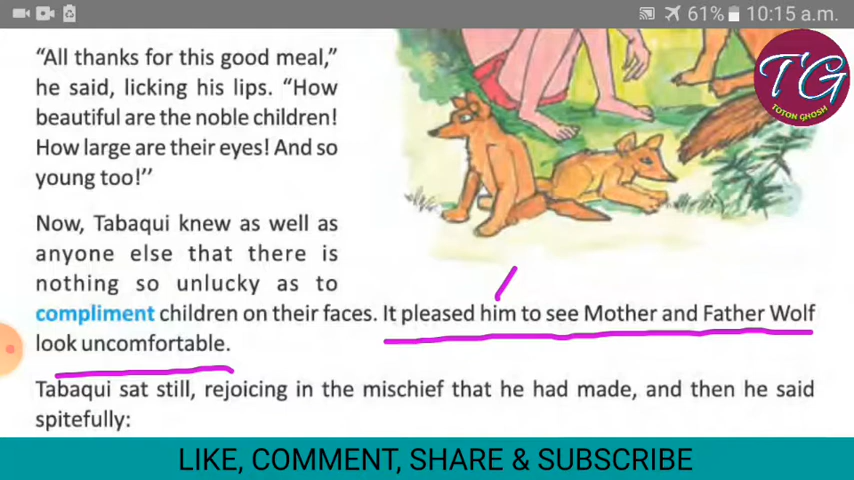 61% 10:15 a.m.
TG
TOTON GHOSH
“All thanks for this good meal,”
he said, licking his lips. “How
beautiful are the noble children!
How large are their eyes! And so
young too!’’
Now, Tabaqui knew as well as
anyone else that there is
nothing so unlucky as to
compliment children on their faces. It pleased him to see Mother and Father Wolf
look uncomfortable.
Tabaqui sat still, rejoicing in the mischief that he had made, and then he said
spitefully:
LIKE, COMMENT, SHARE & SUBSCRIBE